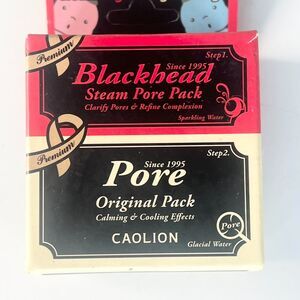 Premium
Step1.
Since 1995
Blackhead
Steam Pore Pack
Clarify Pores & Refine Complexion
Sparkling Water
Premium
Step2.
Since 1995
Pore
Original Pack
Calming & Cooling Effects
CAOLION
Pore
Glacial Water